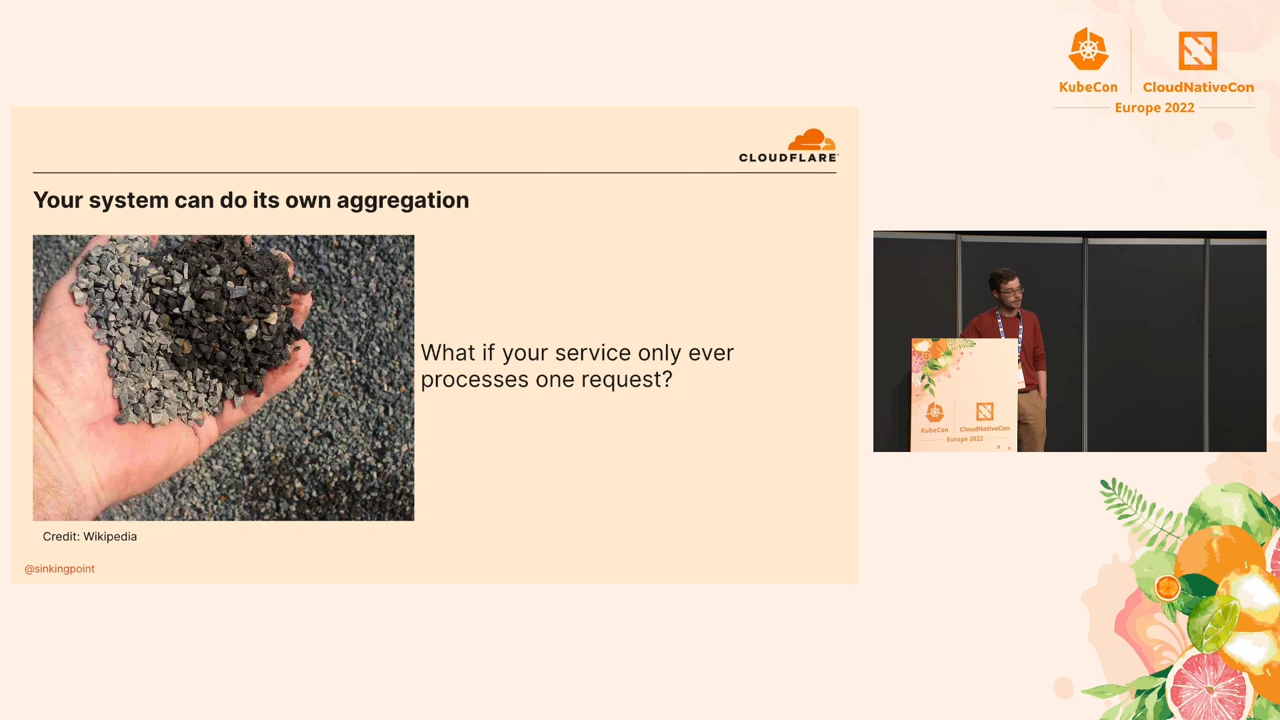 KubeCon
CloudNativeCon
Europe 2022
CLOUDFLARE
Your system can do its own aggregation
What if your service only ever
processes one request?
Credit: Wikipedia
@sinkingpoint
KubeCon
CloudNativeCon
Europe 2022